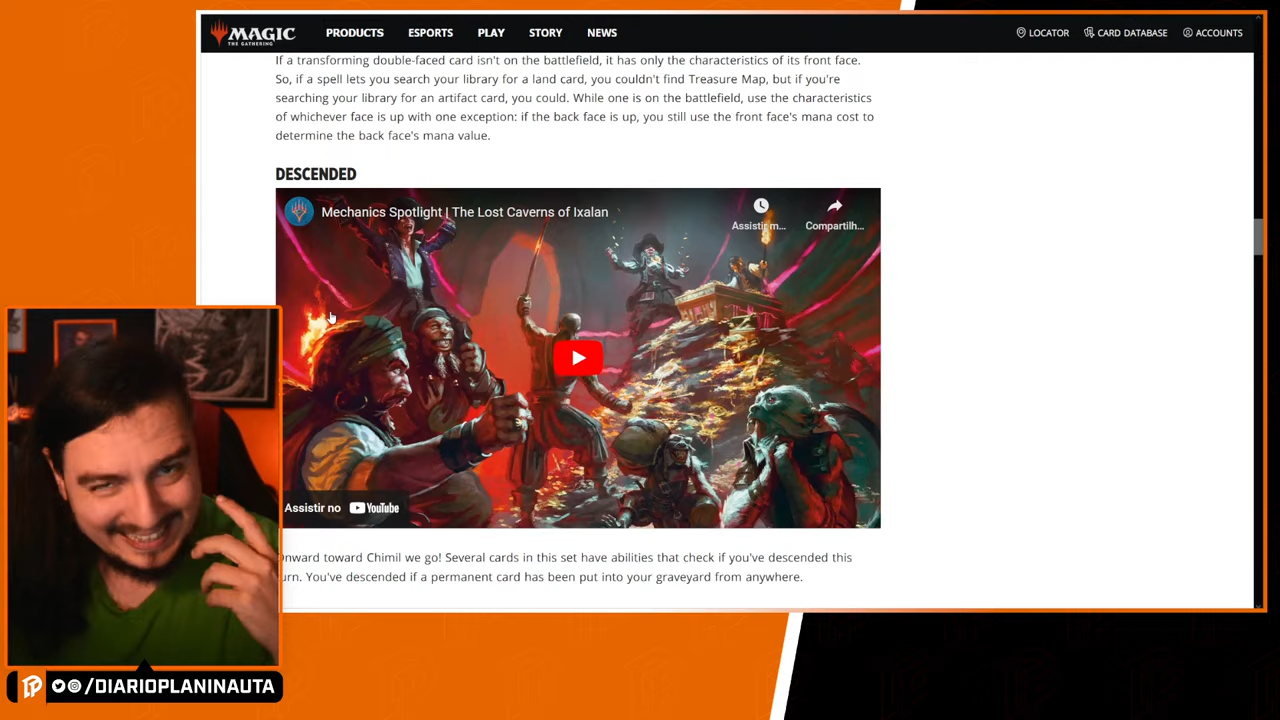 MAGIC
THE GATHERING
PRODUCTS
ESPORTS
PLAY
STORY
NEWS
LOCATOR
CARD DATABASE
ACCOUNTS
If a transforming double-faced card isn't on the battlefield, it has only the characteristics of its front face.
So, if a spell lets you search your library for a land card, you couldn't find Treasure Map, but if you're
searching your library for an artifact card, you could. While one is on the battlefield, use the characteristics
of whichever face is up with one exception: if the back face is up, you still use the front face's mana cost to
determine the back face's mana value.
DESCENDED
Mechanics Spotlight | The Lost Caverns of Ixalan
Assistir m...
Compartilh...
Assistir no YouTube
Onward toward Chimil we go! Several cards in this set have abilities that check if you've descended this
turn. You've descended if a permanent card has been put into your graveyard from anywhere.
/DIARIOPLANINAUTA